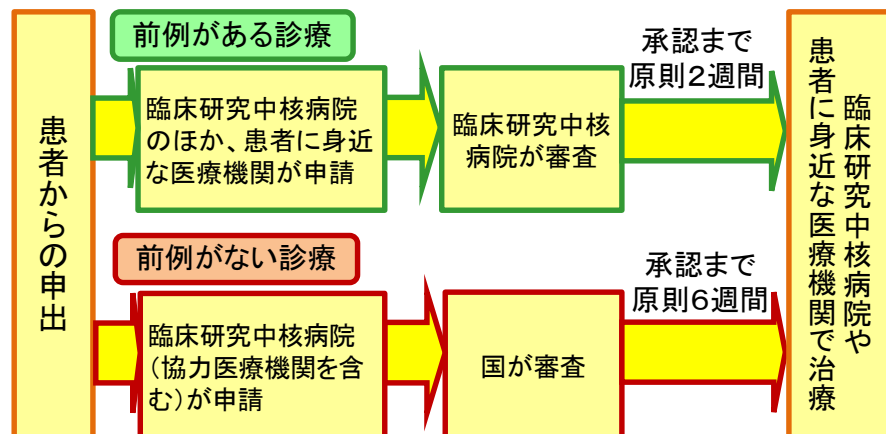 患者からの申出
前例がある診療
臨床研究中核病院
のほか、患者に身近
な医療機関が申請
臨床研究中核
病院が審査
承認まで
原則2週間
前例がない診療
臨床研究中核病院
(協力医療機関を含
む)が申請
国が審査
承認まで
原則6週間
臨床研究中核病院や
患者に身近な医療機関で治療